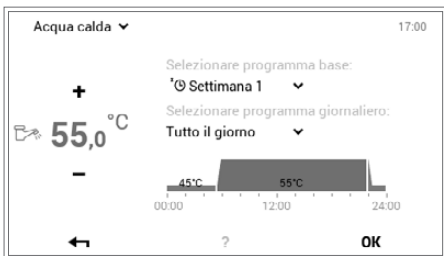 Acqua calda
17:00
Selezionare programma base:
Settimana 1
Selezionare programma giornaliero:
Tutto il giorno
+
55,0 °C
−
45°C
55°C
00:00
12:00
24:00
?
OK